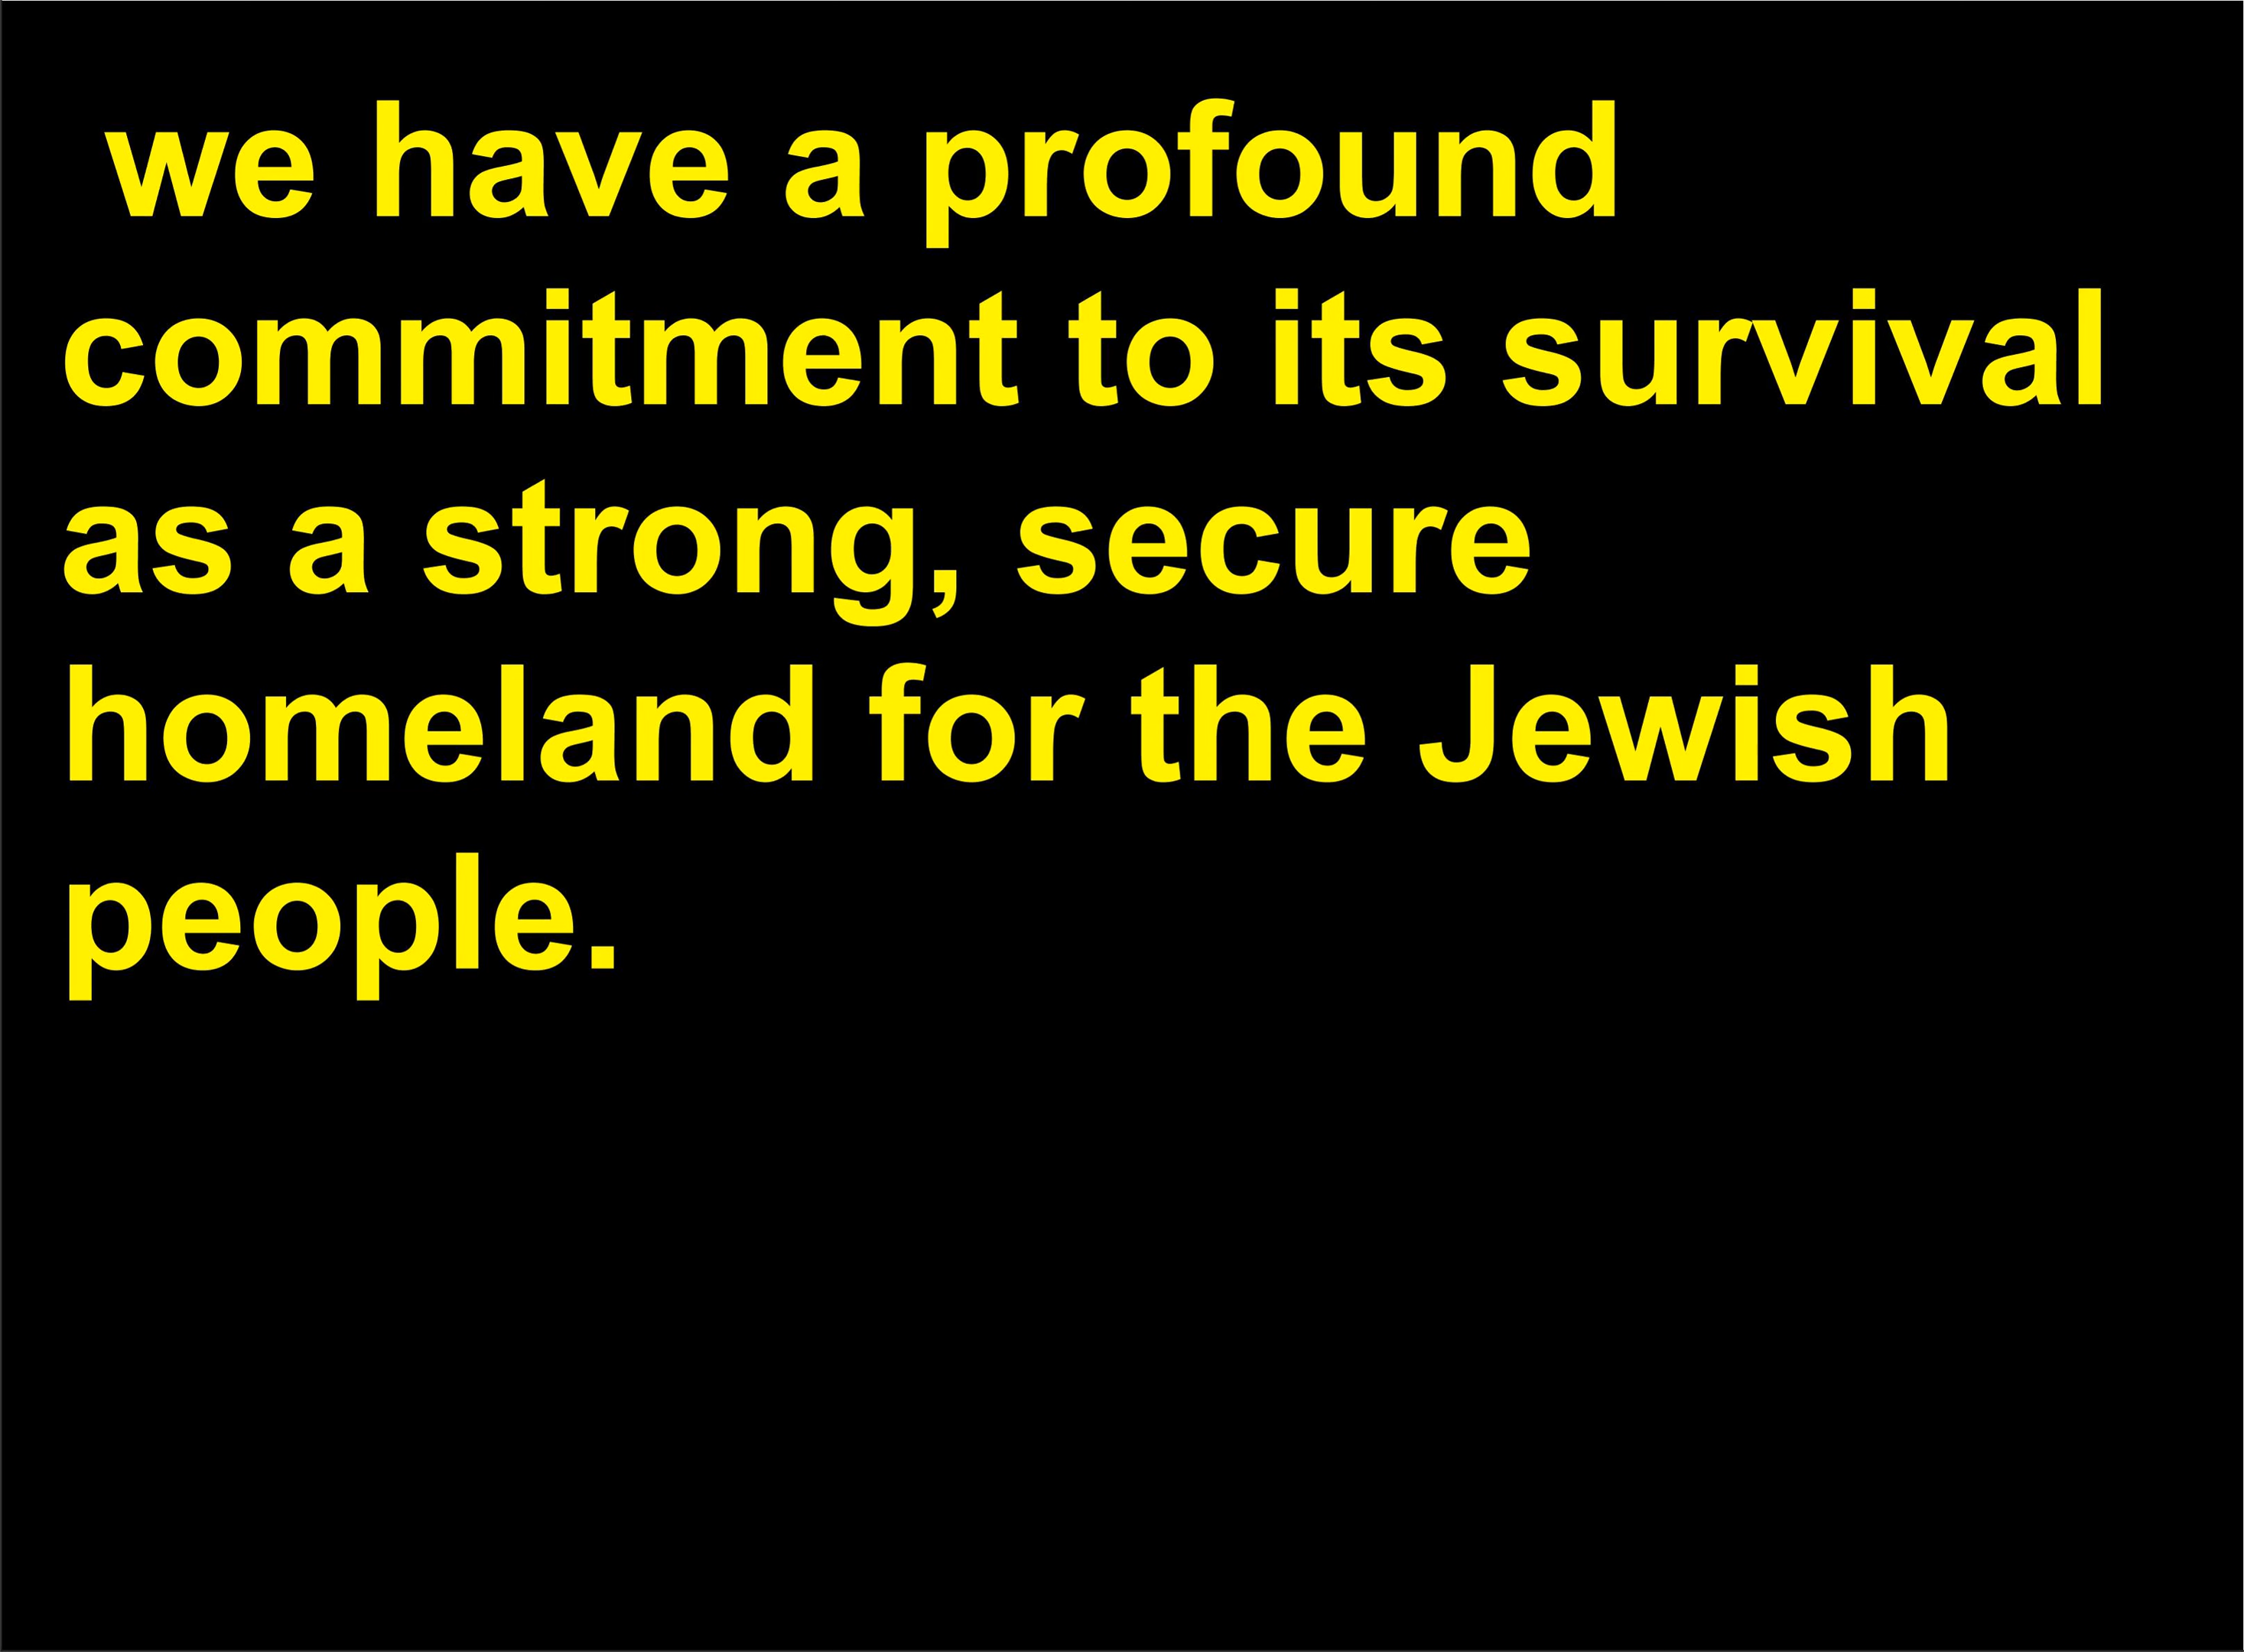 we have a profound
commitment to its survival
as a strong, secure
homeland for the Jewish
people.